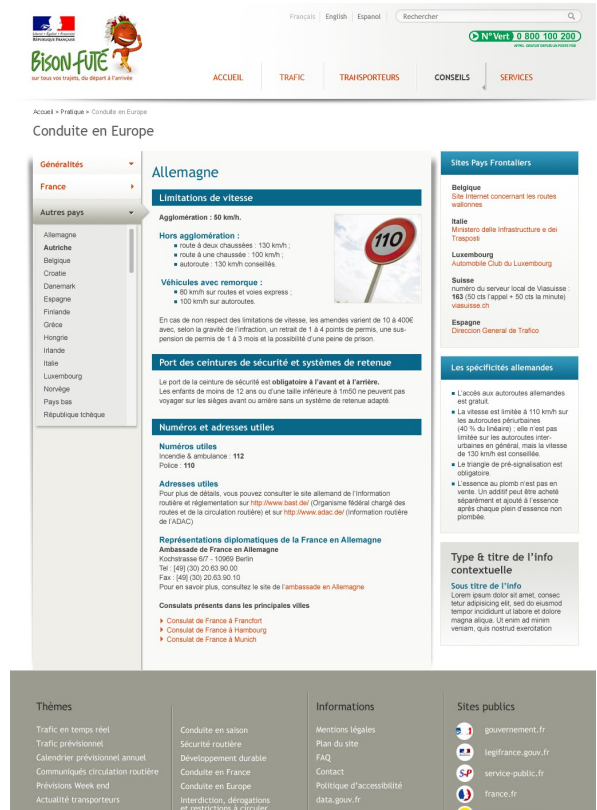 Français English Espanol Rechercher
Liberté • Égalité • Fraternité
RÉPUBLIQUE FRANÇAISE
N° Vert 0 800 100 200
APPEL GRATUIT DEPUIS UN POSTE FIXE
BISON-FUTÉ
sur tous vos trajets, du départ à l'arrivée
ACCUEIL TRAFIC TRANSPORTEURS CONSEILS SERVICES
Accueil > Pratique > Conduite en Europe
Conduite en Europe
Généralités
France
Autres pays
Allemagne
Autriche
Belgique
Croatie
Danemark
Espagne
Finlande
Grèce
Hongrie
Irlande
Italie
Luxembourg
Norvège
Pays bas
République tchèque
Allemagne
Limitations de vitesse
Agglomération : 50 km/h.
Hors agglomération :
route à deux chaussées : 130 km/h ;
route à une chaussée : 100 km/h ;
autoroute : 130 km/h conseillés.
Véhicules avec remorque :
80 km/h sur routes et voies express ;
100 km/h sur autoroutes.
110
En cas de non respect des limitations de vitesse, les amendes varient de 10 à 400€
avec, selon la gravité de l'infraction, un retrait de 1 à 4 points de permis, une sus-
pension de permis de 1 à 3 mois et la possibilité d'une peine de prison.
Port des ceintures de sécurité et systèmes de retenue
Le port de la ceinture de sécurité est obligatoire à l'avant et à l'arrière.
Les enfants de moins de 12 ans ou d'une taille inférieure à 1m50 ne peuvent pas
voyager sur les sièges avant ou arrière sans un système de retenue adapté.
Numéros et adresses utiles
Numéros utiles
Incendie & ambulance : 112
Police : 110
Adresses utiles
Pour plus de détails, vous pouvez consulter le site allemand de l'Information
routière et réglementation sur http://www.bast.de/ (Organisme fédéral chargé des
routes et de la circulation routière) et sur http://www.adac.de/ (Information routière
de l'ADAC)
Représentations diplomatiques de la France en Allemagne
Ambassade de France en Allemagne
Kochstrasse 6/7 - 10969 Berlin
Tel : [49] (30) 20.63.90.00
Fax : [49] (30) 20.63.90.10
Pour en savoir plus, consultez le site de l'ambassade en Allemagne
Consulats présents dans les principales villes
Consulat de France à Francfort
Consulat de France à Hambourg
Consulat de France à Munich
Sites Pays Frontaliers
Belgique
Site Internet concernant les routes
wallonnes
Italie
Ministero delle Infrastructture e dei
Trasposti
Luxembourg
Automobile Club du Luxembourg
Suisse
numéro du serveur local de Viasuisse :
163 (50 cts l'appel + 50 cts la minute)
viasuisse.ch
Espagne
Direccion General de Trafico
Les spécificités allemandes
L'accès aux autoroutes allemandes
est gratuit.
La vitesse est limitée à 110 km/h sur
les autoroutes périurbaines
(40 % du linéaire) ; elle n'est pas
limitée sur les autoroutes inter-
urbaines en général, mais la vitesse
de 130 km/h est conseillée.
Le triangle de pré-signalisation est
obligatoire.
L'essence au plomb n'est pas en
vente. Un additif peut être acheté
séparément et ajouté à l'essence
après chaque plein d'essence non
plombée.
Type & titre de l'info
contextuelle
Sous titre de l'info
Lorem ipsum dolor sit amet, consec
tetur adipisicing elit, sed do eiusmod
tempor incididunt ut labore et dolore
magna aliqua. Ut enim ad minim
veniam, quis nostrud exercitation
Thèmes
Trafic en temps réel
Trafic prévisionnel
Calendrier prévisionnel annuel
Communiqués circulation routière
Prévisions Week end
Actualité transporteurs
Conduite en saison
Sécurité routière
Développement durable
Conduite en France
Conduite en Europe
Interdiction, dérogations
et restrictions à circuler
Informations
Mentions légales
Plan du site
FAQ
Contact
Politique d'accessibilité
data.gouv.fr
Sites publics
gouvernement.fr
legifrance.gouv.fr
service-public.fr
france.fr